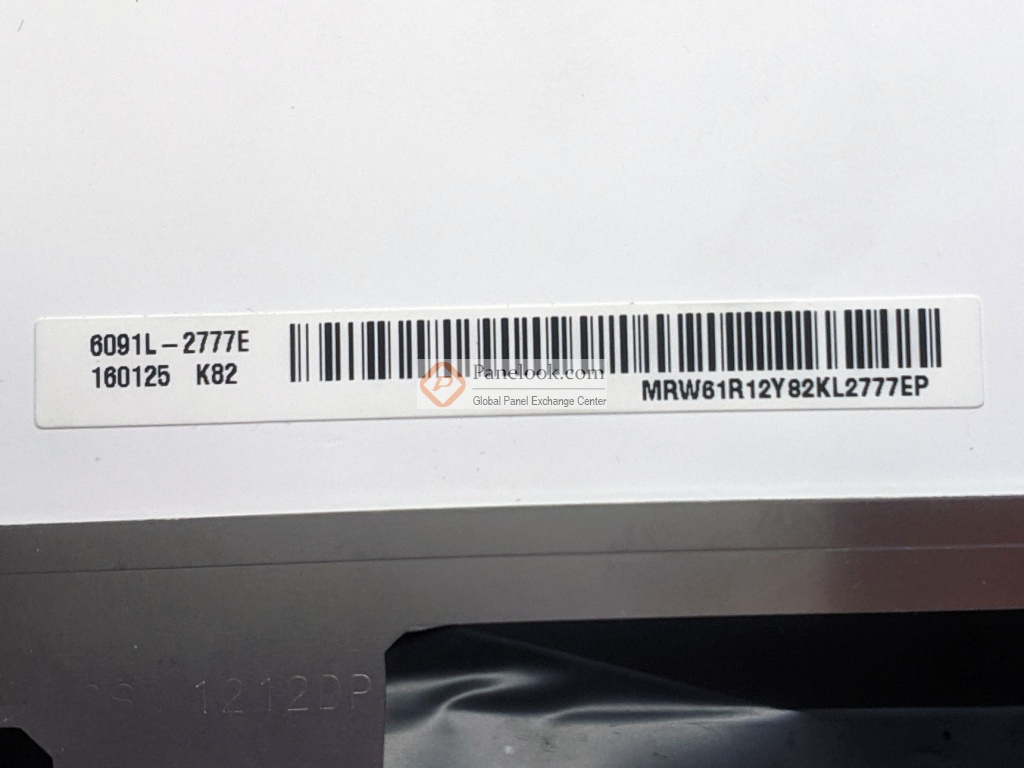 6091L-2777E
160125 K82
MRW61R12Y82KL2777EP
Panelook.com
Global Panel Exchange Center
1212DP